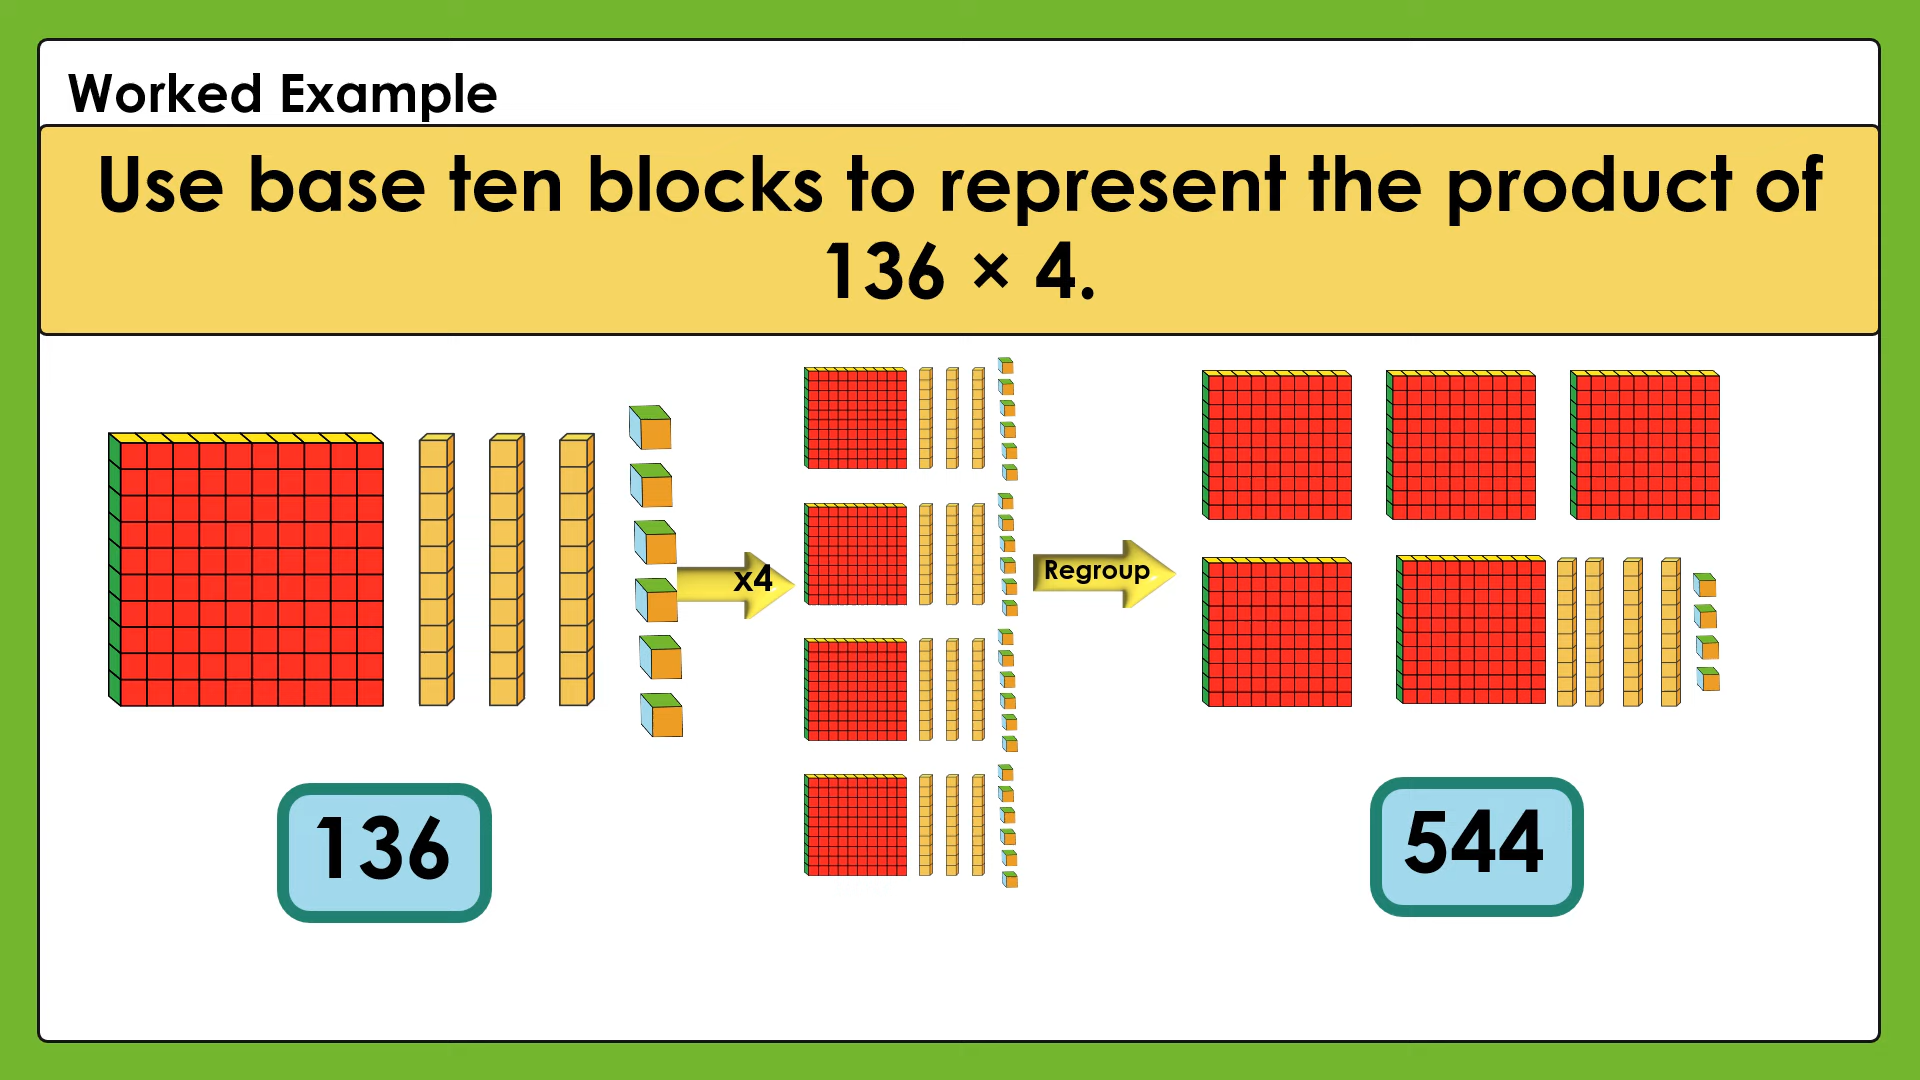 Worked Example
Use base ten blocks to represent the product of
136 × 4.
x4
Regroup
136
544